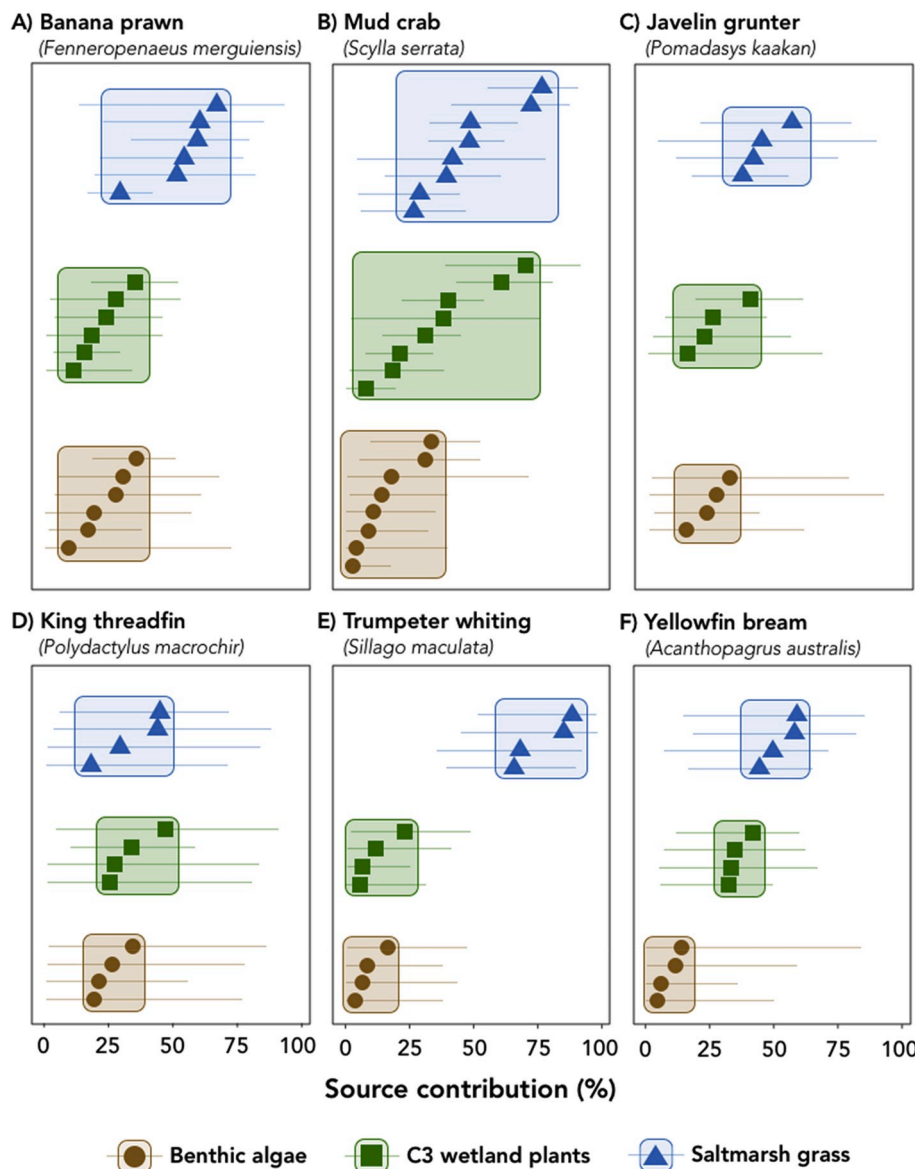 A) Banana prawn
(Fenneropenaeus merguiensis)
B) Mud crab
(Scylla serrata)
C) Javelin grunter
(Pomadasys kaakan)
D) King threadfin
(Polydactylus macrochir)
E) Trumpeter whiting
(Sillago maculata)
F) Yellowfin bream
(Acanthopagrus australis)
0 25 50 75 100 0 25 50 75 100 0 25 50 75 100
Source contribution (%)
Benthic algae C3 wetland plants Saltmarsh grass